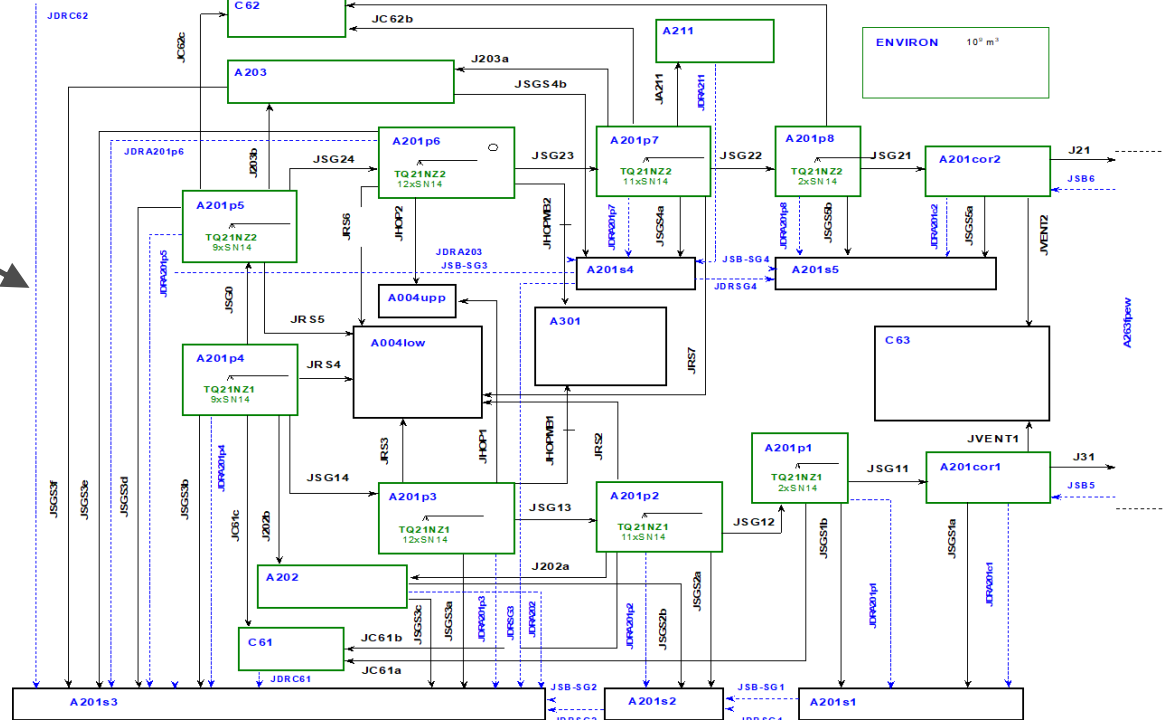 JDRC62
C62
JC62b
JC62c
A211
ENVIRON 10⁰ m³
A203
J203a
JSGS4b
JA211
JDRA211
JDRA201p6
A201p6
TQ21NZ2
12xSN14
JSG24
JSG23
A201p7
TQ21NZ2
11xSN14
JSG22
A201p8
TQ21NZ2
2xSN14
JSG21
A201cor2
J21
JSB6
J203b
A201p5
TQ21NZ2
9xSN14
JRS6
JHOP2
JHOPMB2
JDRA201p7
JSGS4a
JDRA201p8
JSGS5b
JDRA201c2
JSGS5a
JVENT2
JDRA201p5
JDRA203
JSB-SG3
A201s4
JSB-SG4
JDRSG4
A201s5
JSG0
A004upp
JRS5
A004low
A301
JRS7
C63
A263fpew
A201p4
TQ21NZ1
9xSN14
JRS4
JRS3
JHOP1
JHOPMB1
JRS2
JVENT1
A201p1
TQ21NZ1
2xSN14
JSG11
A201cor1
J31
JSB5
JSGS3f
JSGS3e
JSGS3d
JSGS3b
JDRA201p4
JC61c
J202b
JSG14
A201p3
TQ21NZ1
12xSN14
JSG13
A201p2
TQ21NZ1
11xSN14
JSG12
JSGS1b
JDRA201p1
JSGS1a
JDRA201c1
A202
J202a
JSGS3c
JSGS3a
JDRA201p3
JDRSG3
JDRA202
JDRA201p2
JSGS2b
JSGS2a
C61
JC61b
JC61a
JDRC61
A201s3
JSB-SG2
A201s2
JSB-SG1
A201s1